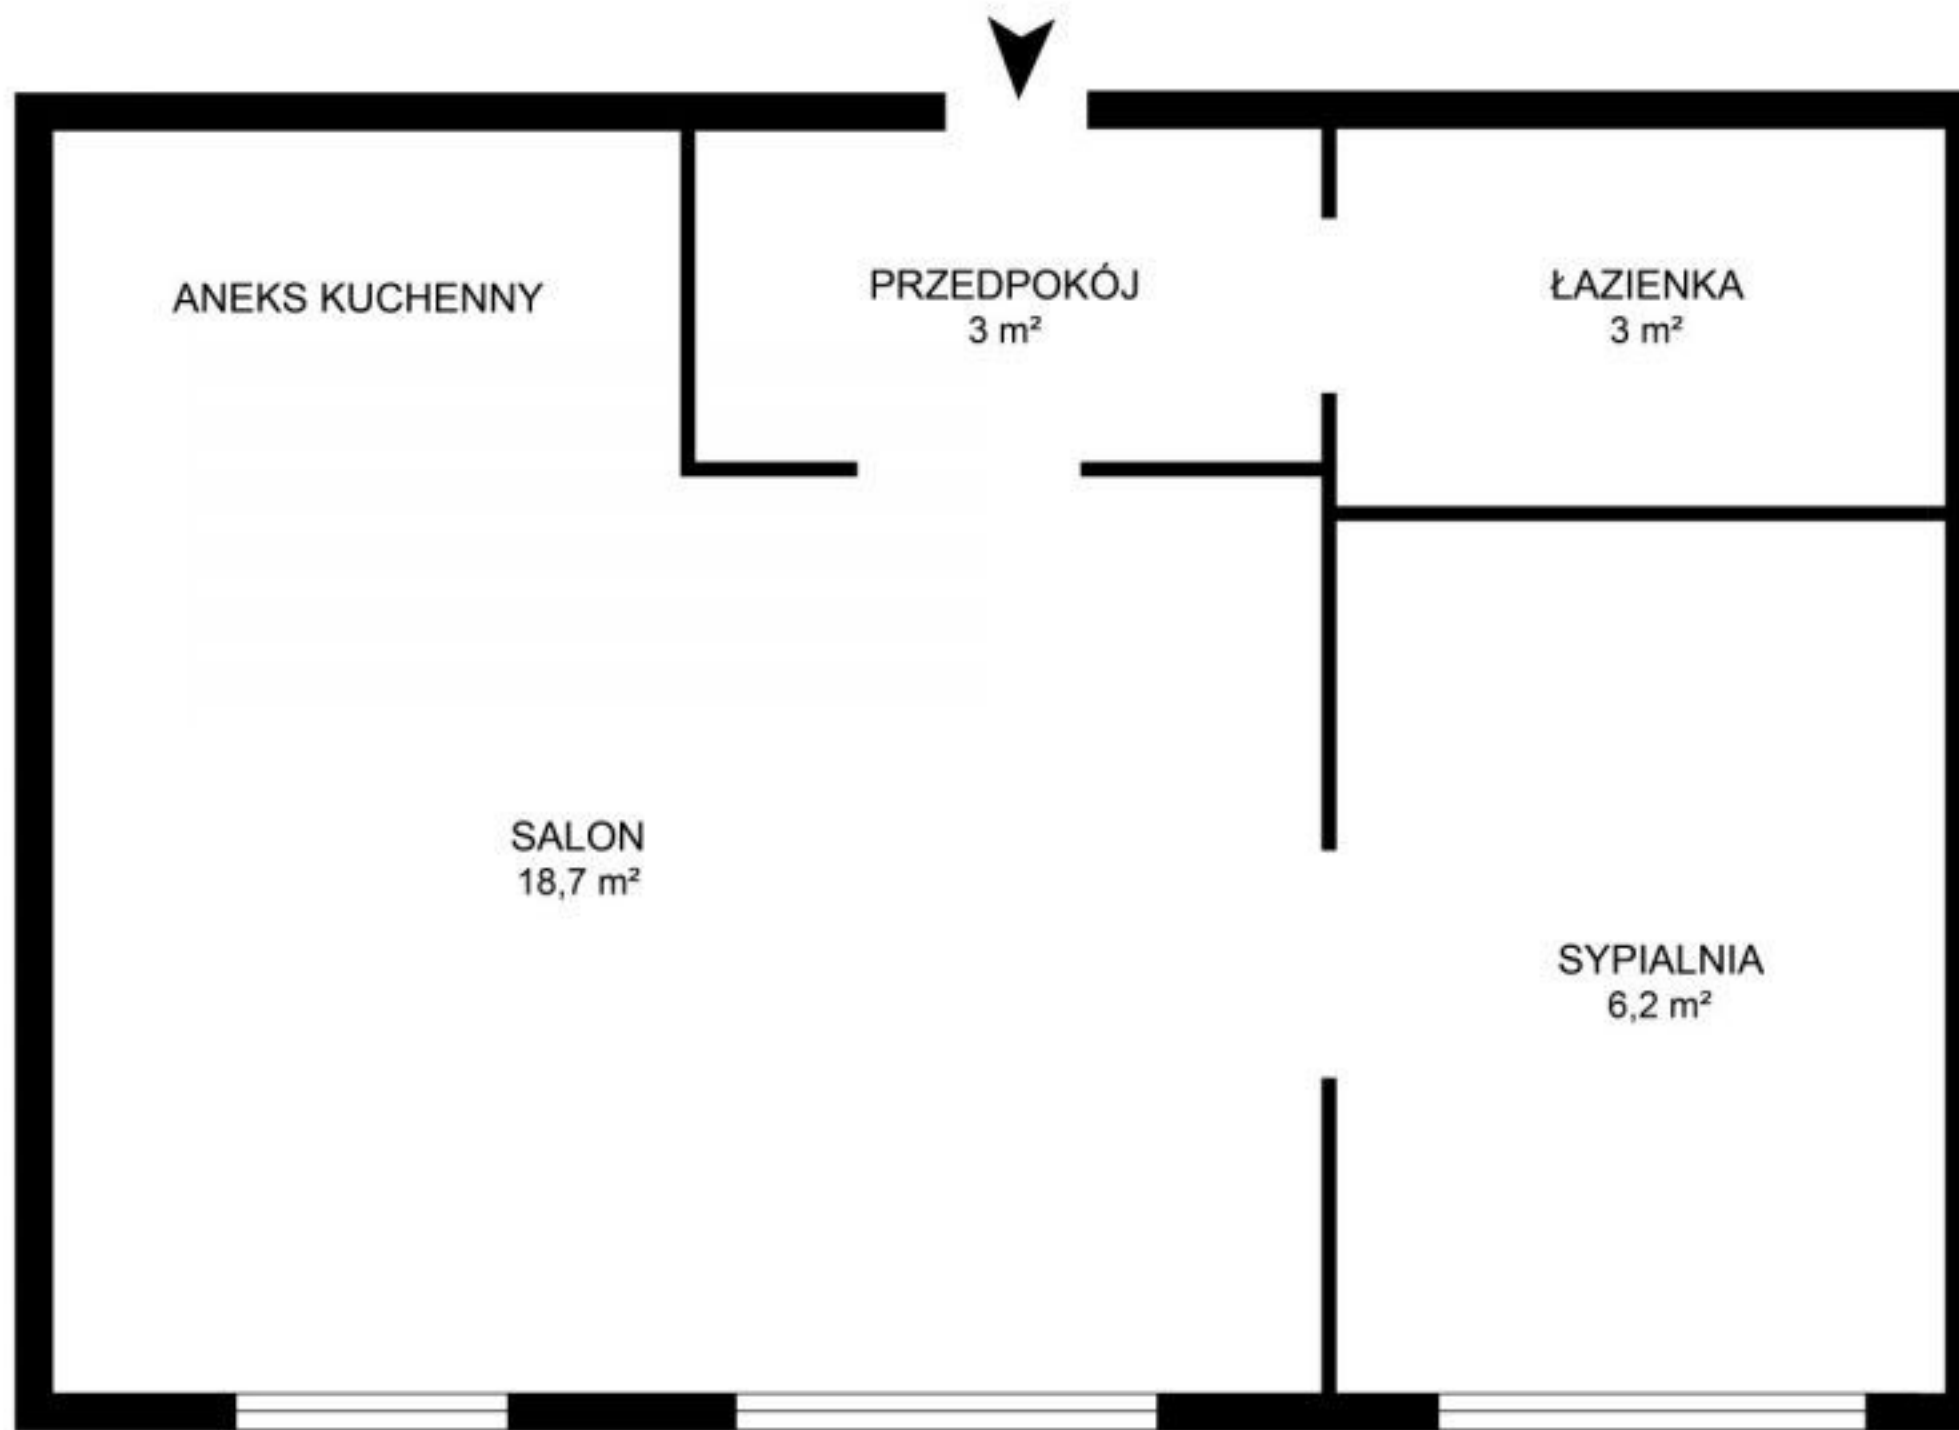 ANEKS KUCHENNY
PRZEDPOKÓJ
3 m²
ŁAZIENKA
3 m²
SALON
18,7 m²
SYPIALNIA
6,2 m²